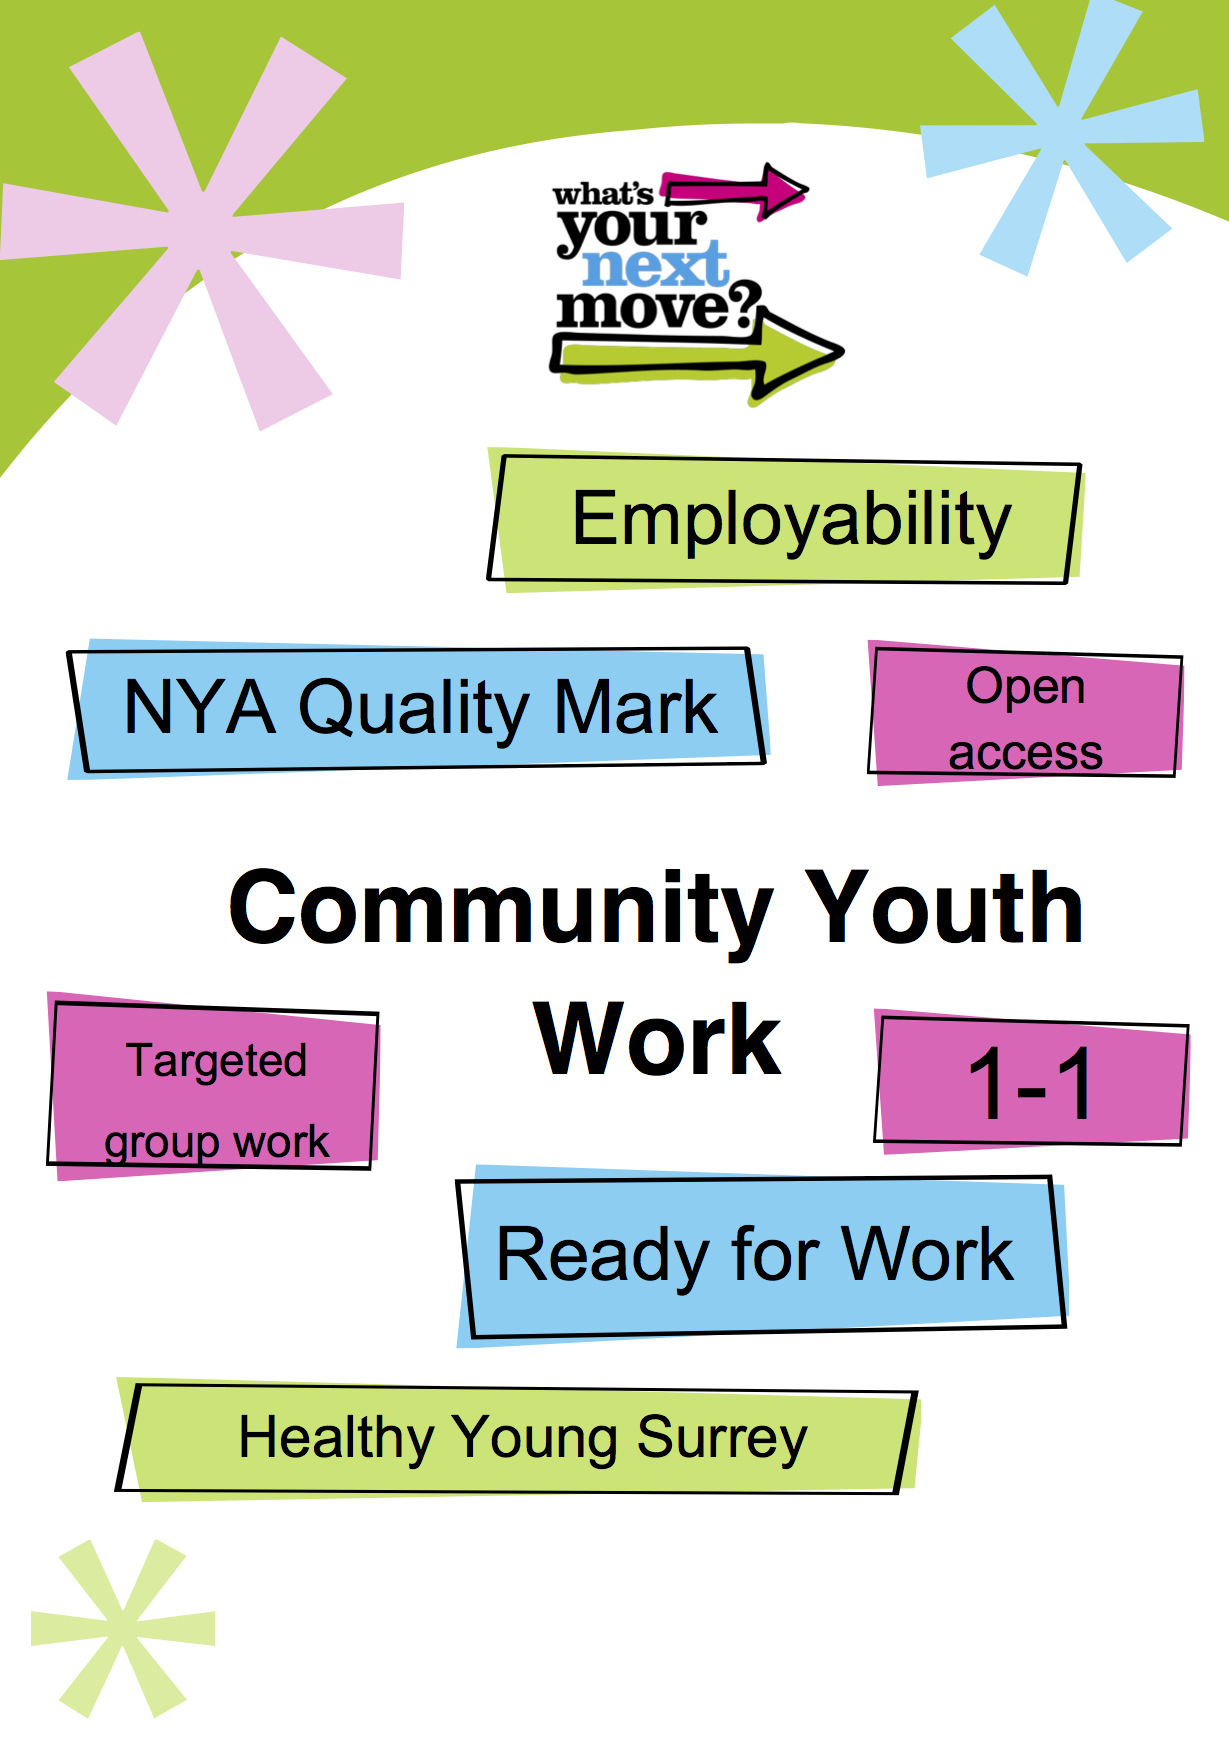 what's
your
next
move?
Employability
NYA Quality Mark
Open
access
Community Youth
Work
Targeted
group work
1-1
Ready for Work
Healthy Young Surrey